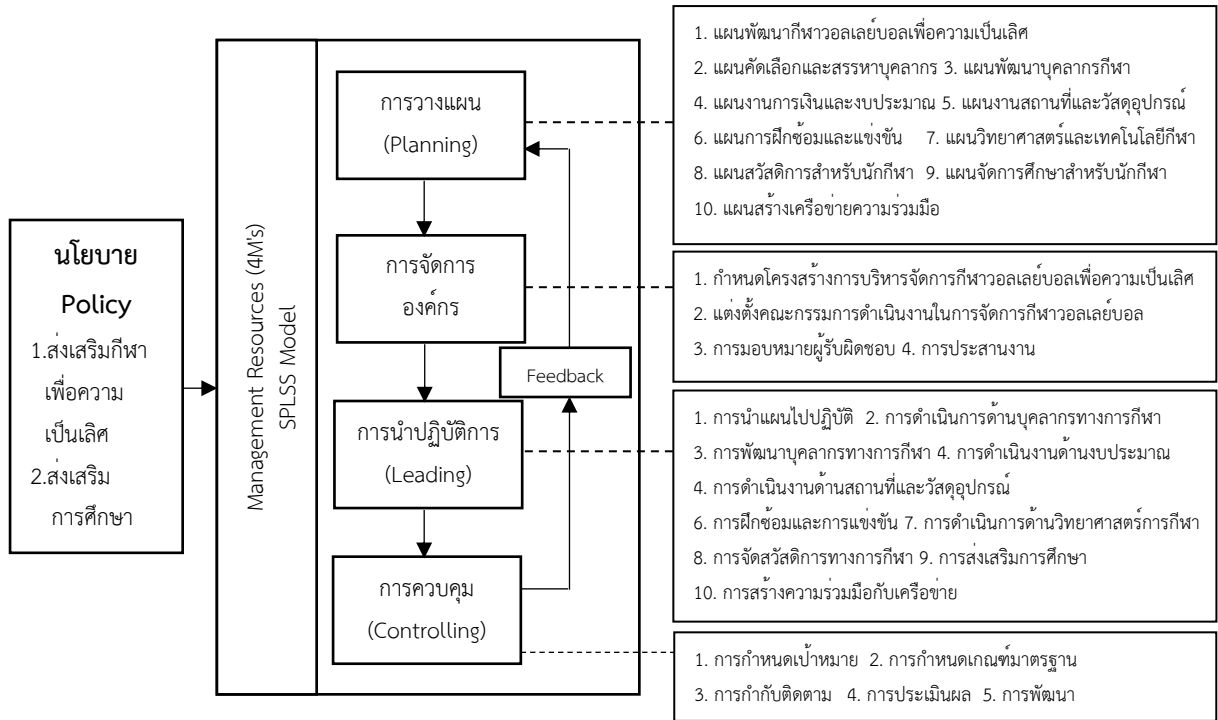 นโยบาย
Policy
1.ส่งเสริมกีฬา
เพื่อความ
เป็นเลิศ
2.ส่งเสริม
การศึกษา
Management Resources (4M's)
SPLSS Model
การวางแผน
(Planning)
การจัดการ
องค์กร
การนำปฏิบัติการ
(Leading)
การควบคุม
(Controlling)
Feedback
1. แผนพัฒนากีฬาวอลเลย์บอลเพื่อความเป็นเลิศ
2. แผนคัดเลือกและสรรหาบุคลากร 3. แผนพัฒนาบุคลากรกีฬา
4. แผนงานการเงินและงบประมาณ 5. แผนงานสถานที่และวัสดุอุปกรณ์
6. แผนการฝึกซ้อมและแข่งขัน 7. แผนวิทยาศาสตร์และเทคโนโลยีกีฬา
8. แผนสวัสดิการสำหรับนักกีฬา 9. แผนจัดการศึกษาสำหรับนักกีฬา
10. แผนสร้างเครือข่ายความร่วมมือ
1. กำหนดโครงสร้างการบริหารจัดการกีฬาวอลเลย์บอลเพื่อความเป็นเลิศ
2. แต่งตั้งคณะกรรมการดำเนินงานในการจัดการกีฬาวอลเลย์บอล
3. การมอบหมายผู้รับผิดชอบ 4. การประสานงาน
1. การนำแผนไปปฏิบัติ 2. การดำเนินการด้านบุคลากรทางการกีฬา
3. การพัฒนาบุคลากรทางการกีฬา 4. การดำเนินงานด้านงบประมาณ
4. การดำเนินงานด้านสถานที่และวัสดุอุปกรณ์
6. การฝึกซ้อมและการแข่งขัน 7. การดำเนินการด้านวิทยาศาสตร์การกีฬา
8. การจัดสวัสดิการทางการกีฬา 9. การส่งเสริมการศึกษา
10. การสร้างความร่วมมือกับเครือข่าย
1. การกำหนดเป้าหมาย 2. การกำหนดเกณฑ์มาตรฐาน
3. การกำกับติดตาม 4. การประเมินผล 5. การพัฒนา